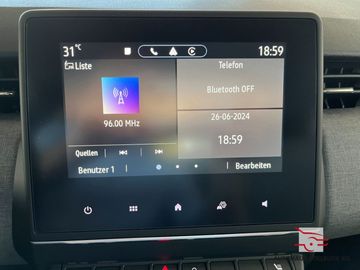 31°C 18:59
Liste
Telefon
Bluetooth OFF
96.00 MHz
26-06-2024
18:59
Quellen
Benutzer 1
Bearbeiten